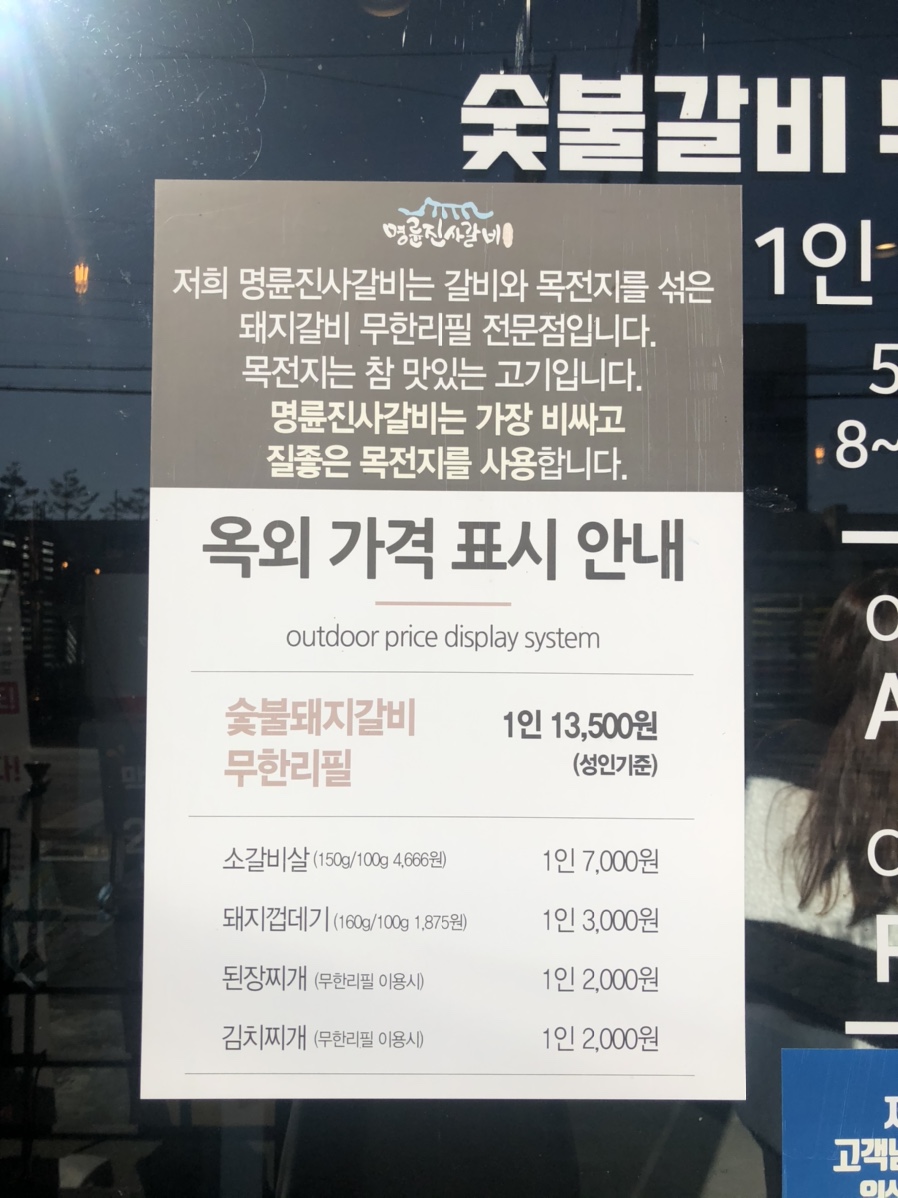 숯불갈비
1인
5
8~
명륜진사갈비
저희 명륜진사갈비는 갈비와 목전지를 섞은
돼지갈비 무한리필 전문점입니다.
목전지는 참 맛있는 고기입니다.
명륜진사갈비는 가장 비싸고
질좋은 목전지를 사용합니다.
옥외 가격 표시 안내
outdoor price display system
숯불돼지갈비
무한리필
1인 13,500원
(성인기준)
소갈비살 (150g/100g 4,666원) 1인 7,000원
돼지껍데기 (160g/100g 1,875원) 1인 3,000원
된장찌개 (무한리필 이용시) 1인 2,000원
김치찌개 (무한리필 이용시) 1인 2,000원
A
고객님